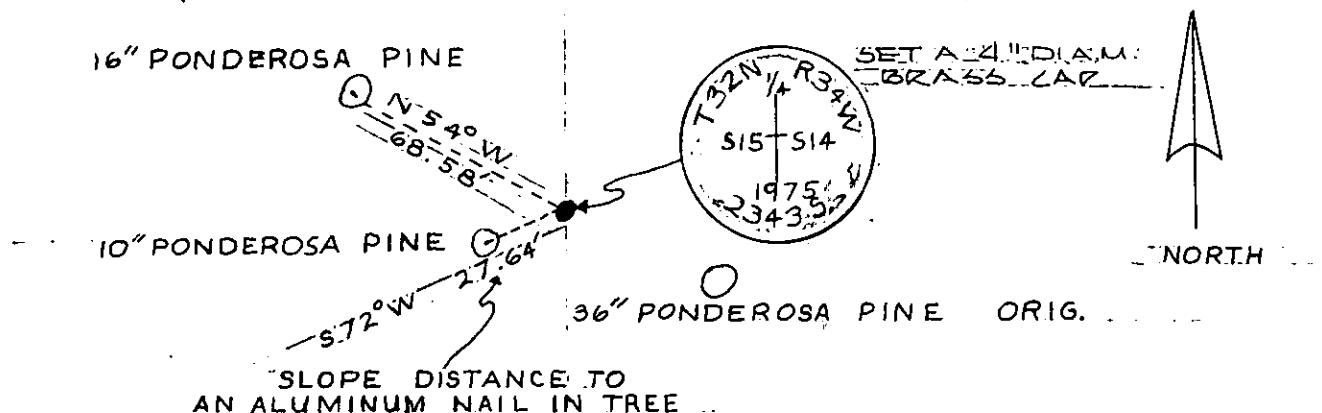 16" PONDEROSA PINE
N 54° W
68.58'
SET A 4" DIAM.
BRASS CAP
T32N 1/4 R34W
S15 S14
1975
10" PONDEROSA PINE
27.64'
S 72° W
36" PONDEROSA PINE ORIG.
NORTH
SLOPE DISTANCE TO
AN ALUMINUM NAIL IN TREE